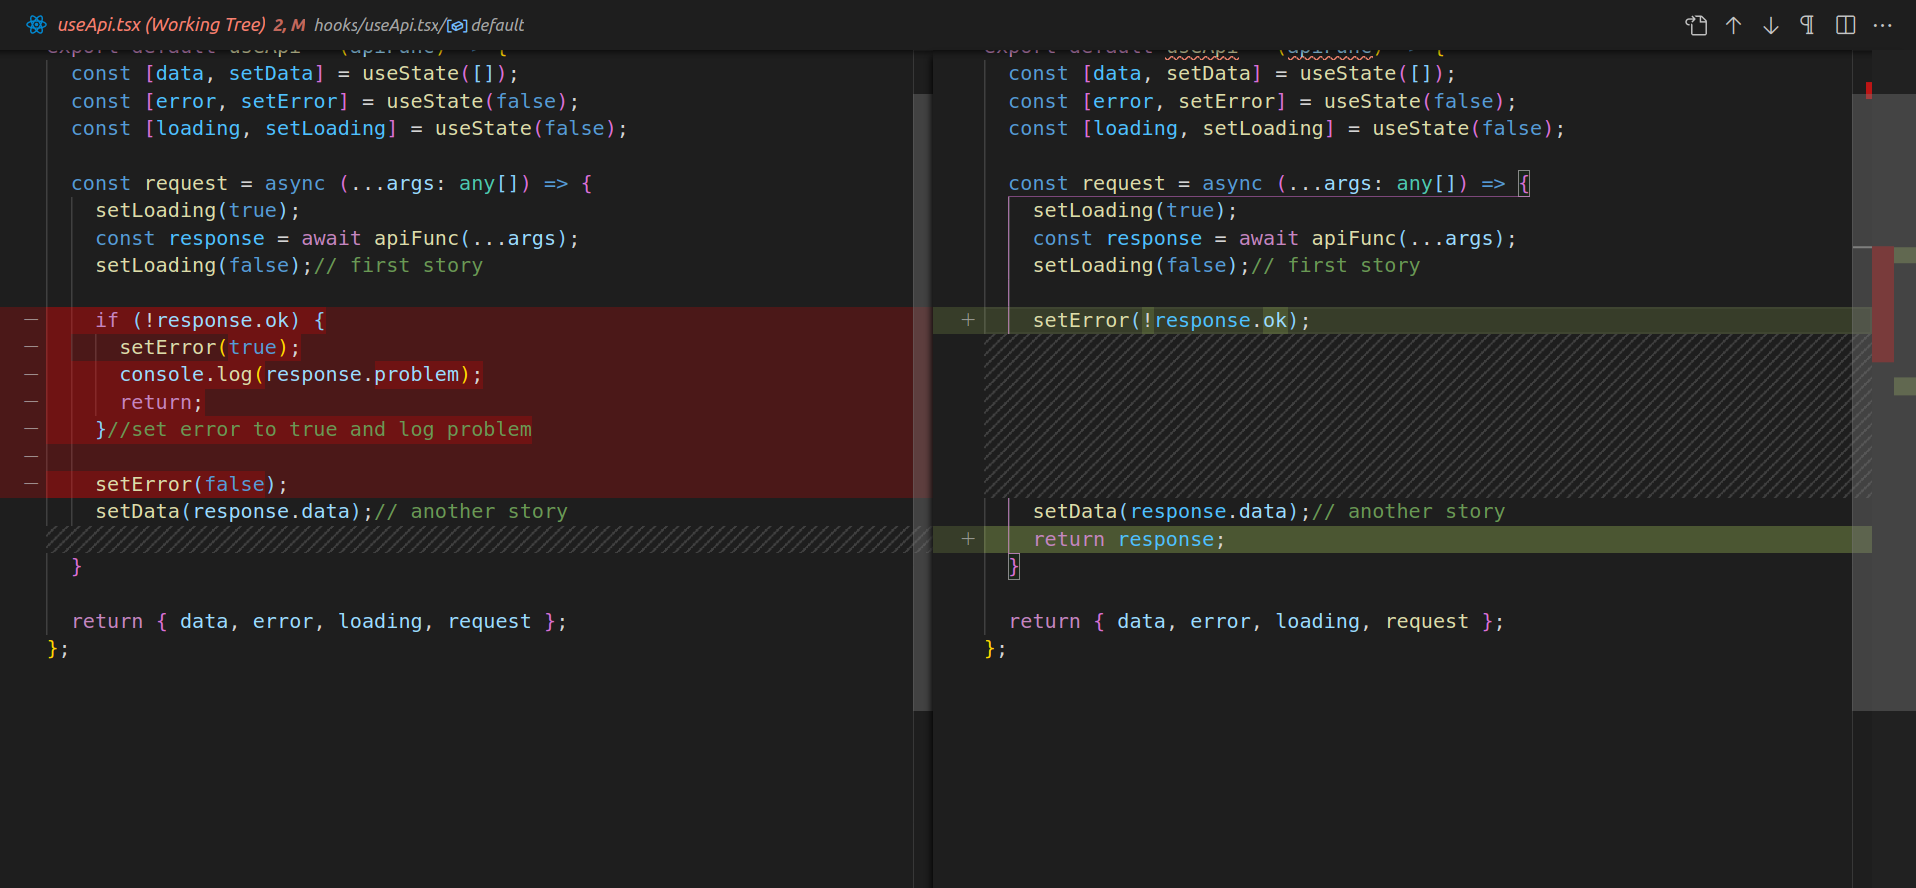 useApi.tsx (Working Tree) 2, M hooks/useApi.tsx/ default
const [data, setData] = useState([]);
const [error, setError] = useState(false);
const [loading, setLoading] = useState(false);
const request = async (...args: any[]) => {
setLoading(true);
const response = await apiFunc(...args);
setLoading(false);// first story
if (!response.ok) {
setError(true);
console.log(response.problem);
return;
}//set error to true and log problem
setError(false);
setData(response.data);// another story
}
return { data, error, loading, request };
};
const [data, setData] = useState([]);
const [error, setError] = useState(false);
const [loading, setLoading] = useState(false);
const request = async (...args: any[]) => {
setLoading(true);
const response = await apiFunc(...args);
setLoading(false);// first story
+ setError(!response.ok);
setData(response.data);// another story
+ return response;
}
return { data, error, loading, request };
};